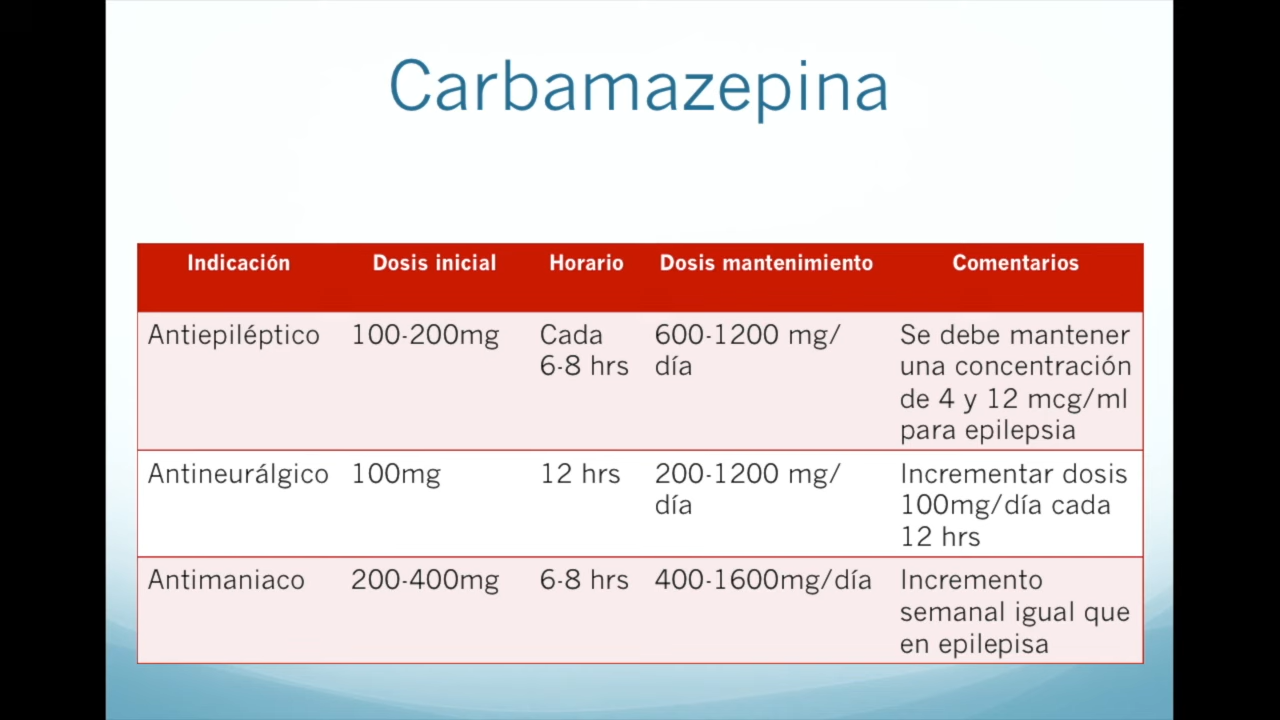 Carbamazepina
Indicación Dosis inicial Horario Dosis mantenimiento Comentarios
Antiepiléptico 100-200mg Cada 600-1200 mg/ Se debe mantener
6-8 hrs día una concentración
de 4 y 12 mcg/ml
para epilepsia
Antineurálgico 100mg 12 hrs 200-1200 mg/ Incrementar dosis
día 100mg/día cada
12 hrs
Antimaniaco 200-400mg 6-8 hrs 400-1600mg/día Incremento
semanal igual que
en epilepisa